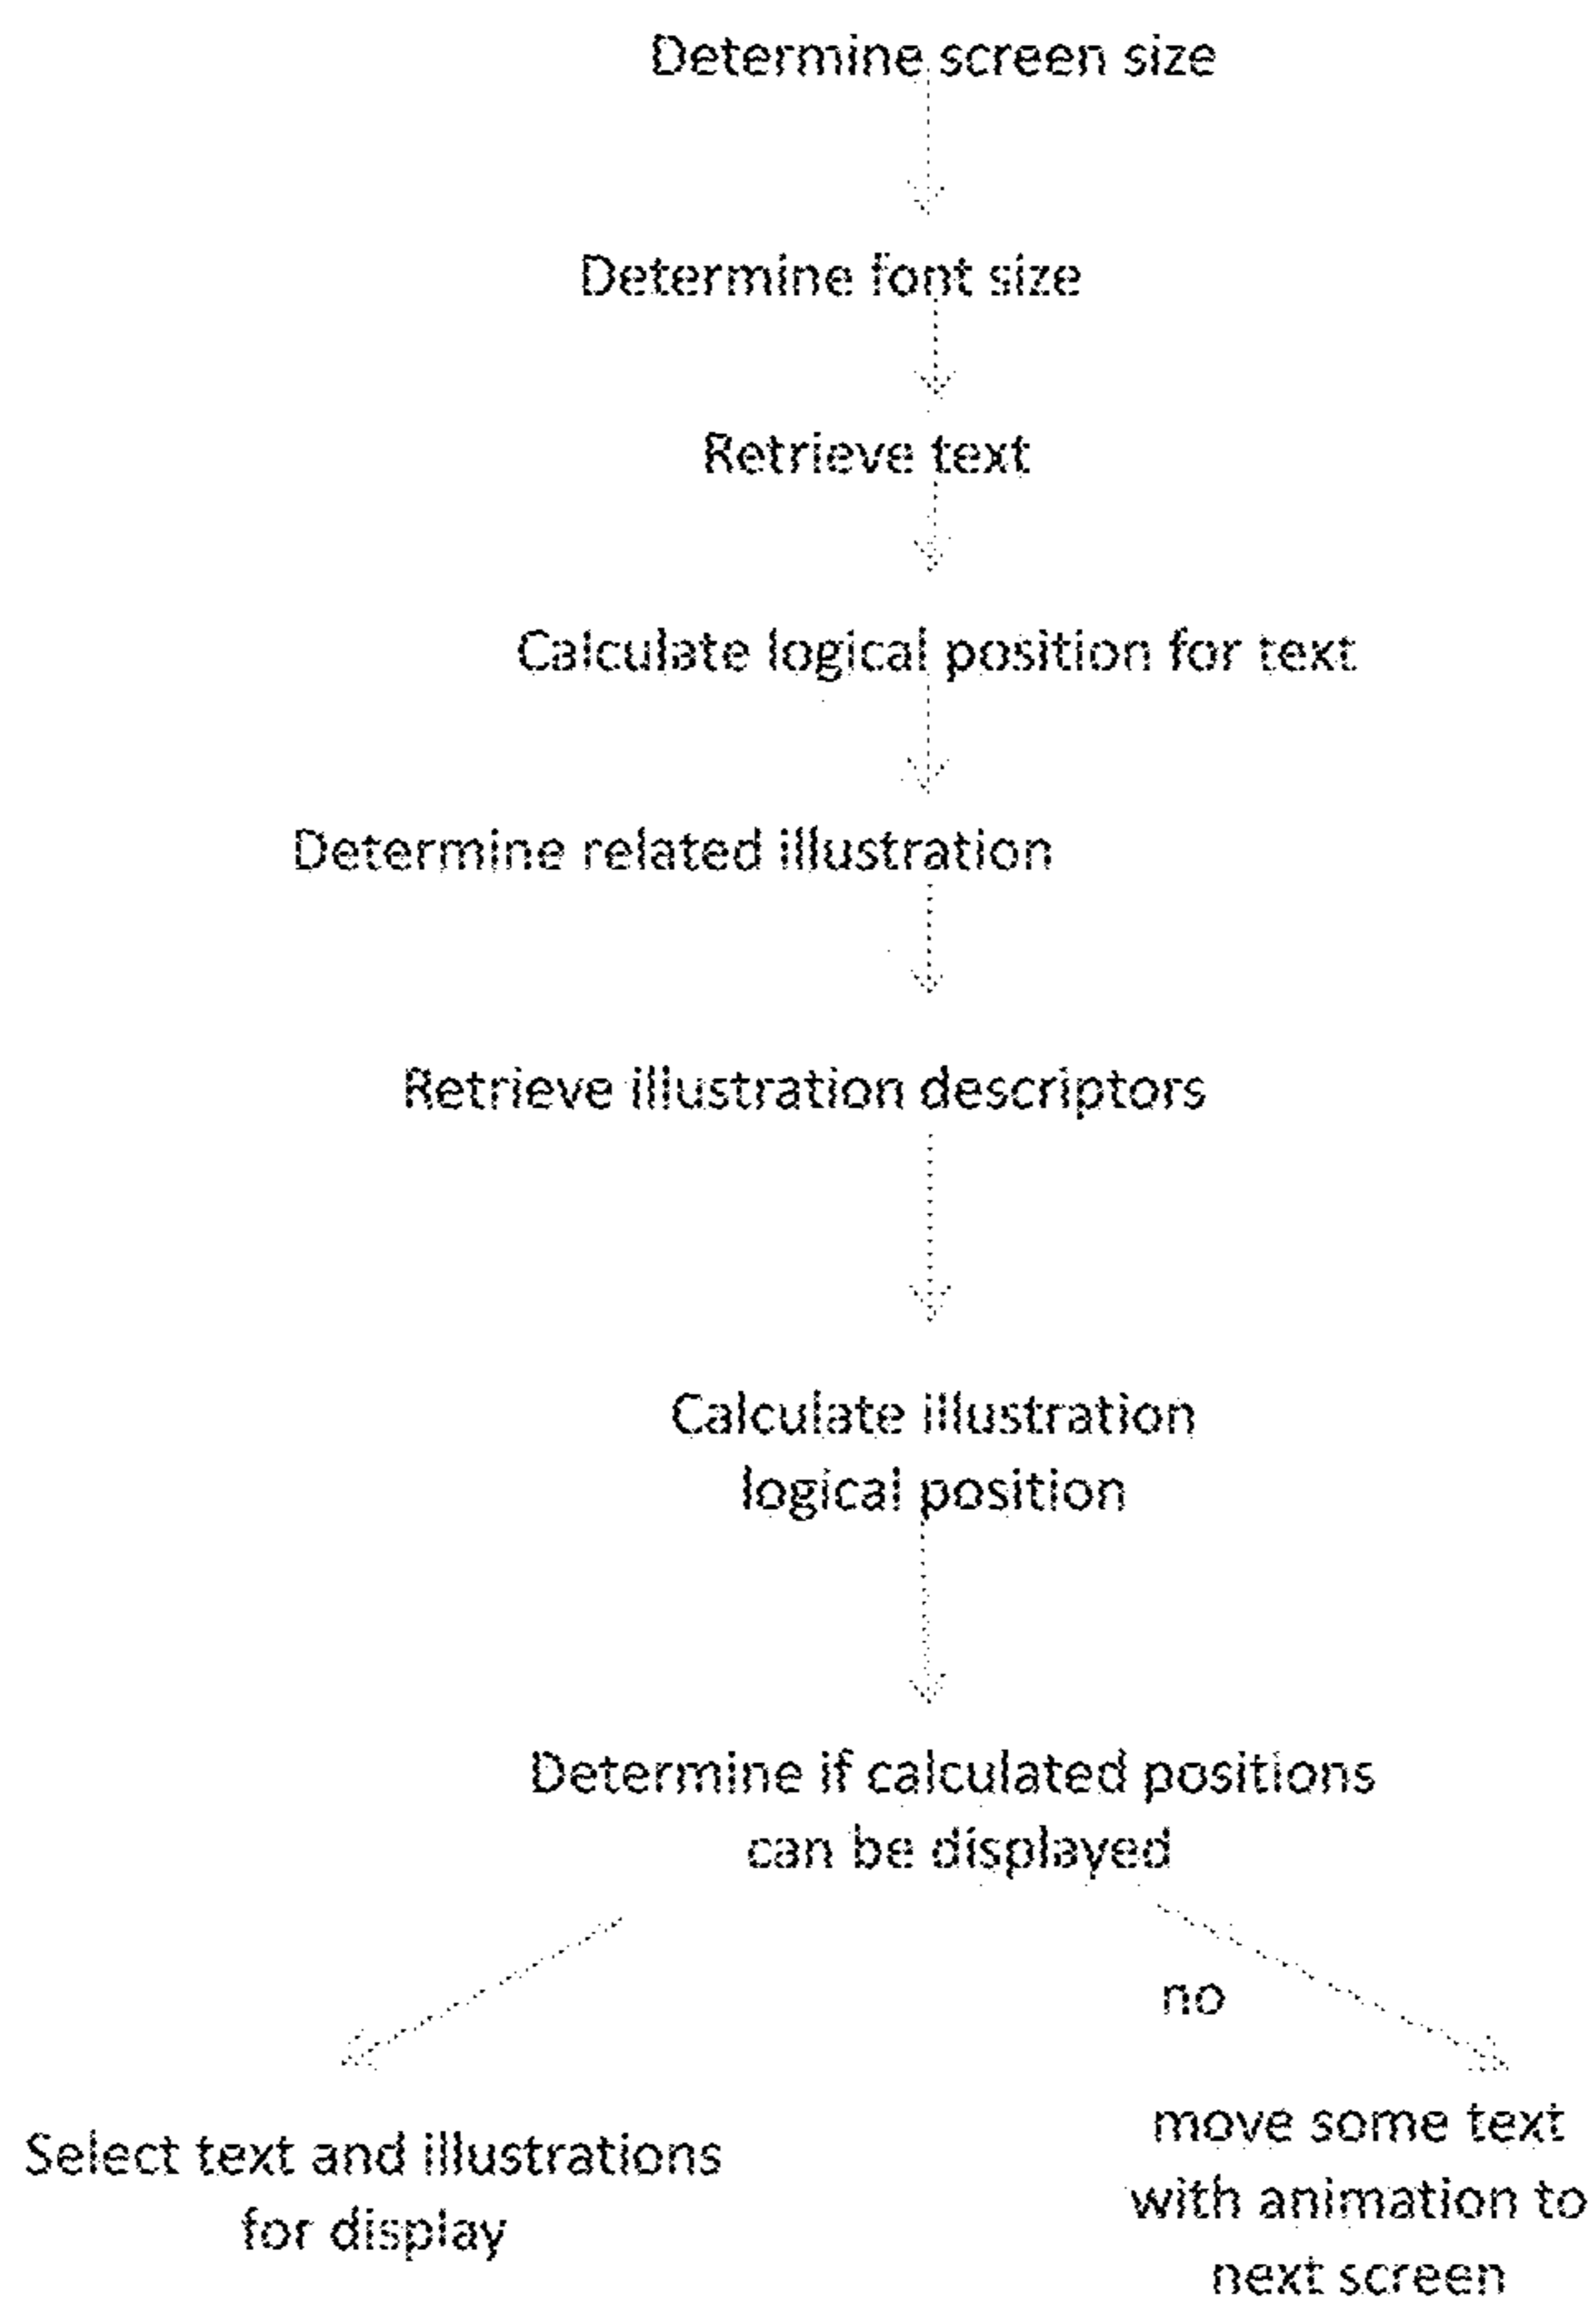 Determine screen size
Determine font size
Retrieve text
Calculate logical position for text
Determine related illustration
Retrieve illustration descriptors
Calculate illustration
logical position
Determine if calculated positions
can be displayed
no
Select text and illustrations
for display
move some text
with animation to
next screen